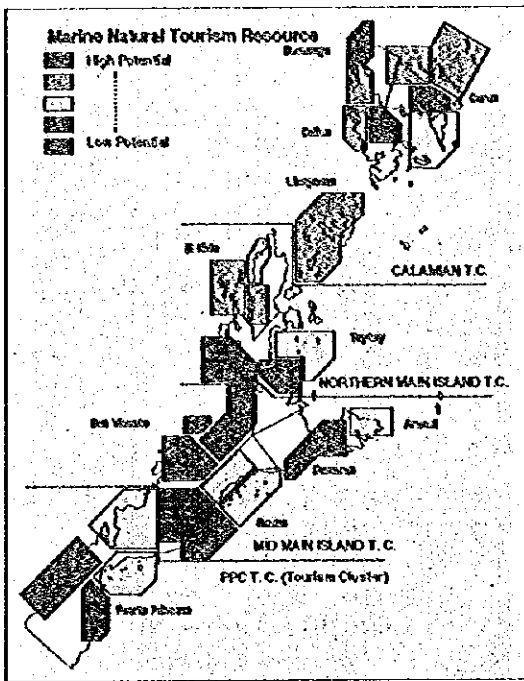 Marine Natural Tourism Resource
High Potential
Low Potential
Busuanga
Coron
Culion
Linapacan
El Nido
CALAMIAN T.C.
Taytay
NORTHERN MAIN ISLAND T.C.
San Vicente
Araceli
Dumaran
Roxas
MID MAIN ISLAND T. C.
PPC T. C. (Tourism Cluster)
Puerto Princesa